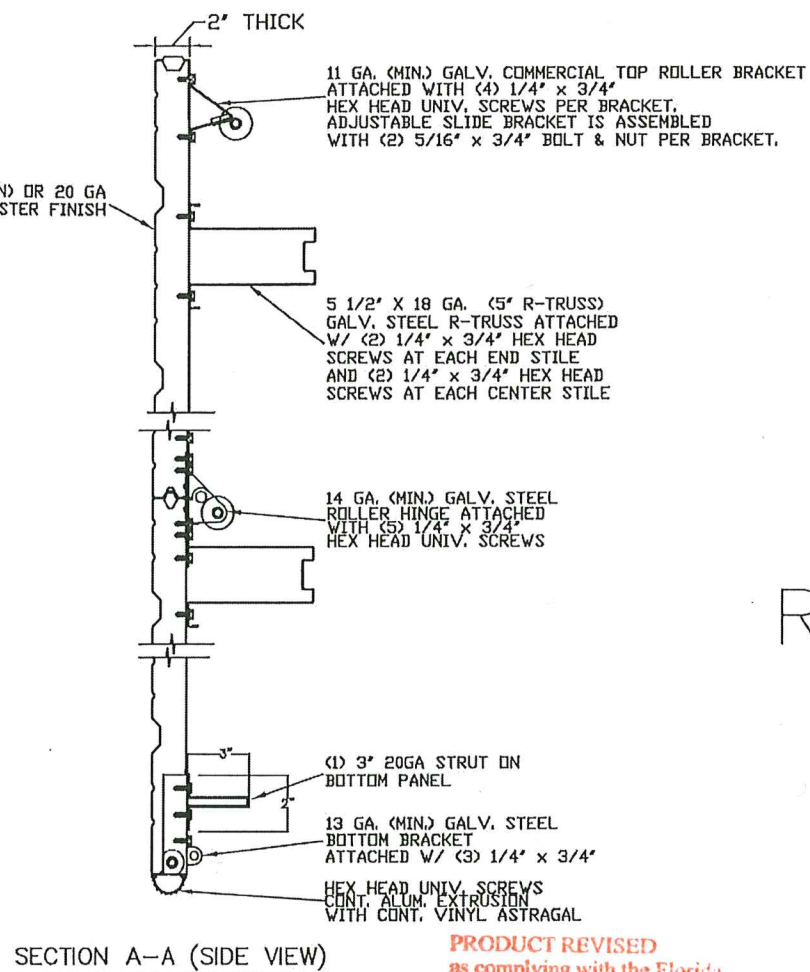 2" THICK
11 GA. (MIN.) GALV. COMMERCIAL TOP ROLLER BRACKET
ATTACHED WITH (4) 1/4" x 3/4"
HEX HEAD UNIV. SCREWS PER BRACKET.
ADJUSTABLE SLIDE BRACKET IS ASSEMBLED
WITH (2) 5/16" x 3/4" BOLT & NUT PER BRACKET.
N) OR 20 GA
STER FINISH
5 1/2" X 18 GA. (5" R-TRUSS)
GALV. STEEL R-TRUSS ATTACHED
W/ (2) 1/4" x 3/4" HEX HEAD
SCREWS AT EACH END STILE
AND (2) 1/4" x 3/4" HEX HEAD
SCREWS AT EACH CENTER STILE
14 GA. (MIN.) GALV. STEEL
ROLLER HINGE ATTACHED
WITH (5) 1/4" x 3/4"
HEX HEAD UNIV. SCREWS
R
3"
(1) 3" 20GA STRUT ON
BOTTOM PANEL
2"
13 GA. (MIN.) GALV. STEEL
BOTTOM BRACKET
ATTACHED W/ (3) 1/4" x 3/4"
HEX HEAD UNIV. SCREWS
CONT. ALUM. EXTRUSION
WITH CONT. VINYL ASTRAGAL
SECTION A-A (SIDE VIEW)
PRODUCT REVISED
as complying with the Florida